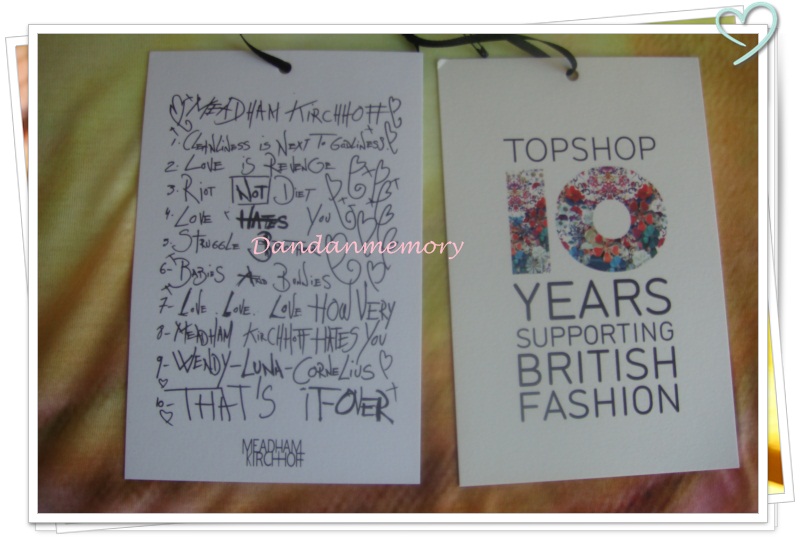 MEADHAM KIRCHHOFF
1. CLEANLINESS IS NEXT TO GODLINESS
2. LOVE IS REVENGE
3. RIOT NOT DIET
4. LOVE HATES YOU
5. STRUGGLE
6- BABIES AND BUNNIES
7- LOVE. LOVE. LOVE HOW VERY
8- MEADHAM KIRCHHOFF HATES YOU
9- WENDY-LUNA-CORNELIUS
10- THAT'S IT-OVER
MEADHAM
KIRCHHOFF
Dandanmemory
TOPSHOP
10
YEARS
SUPPORTING
BRITISH
FASHION